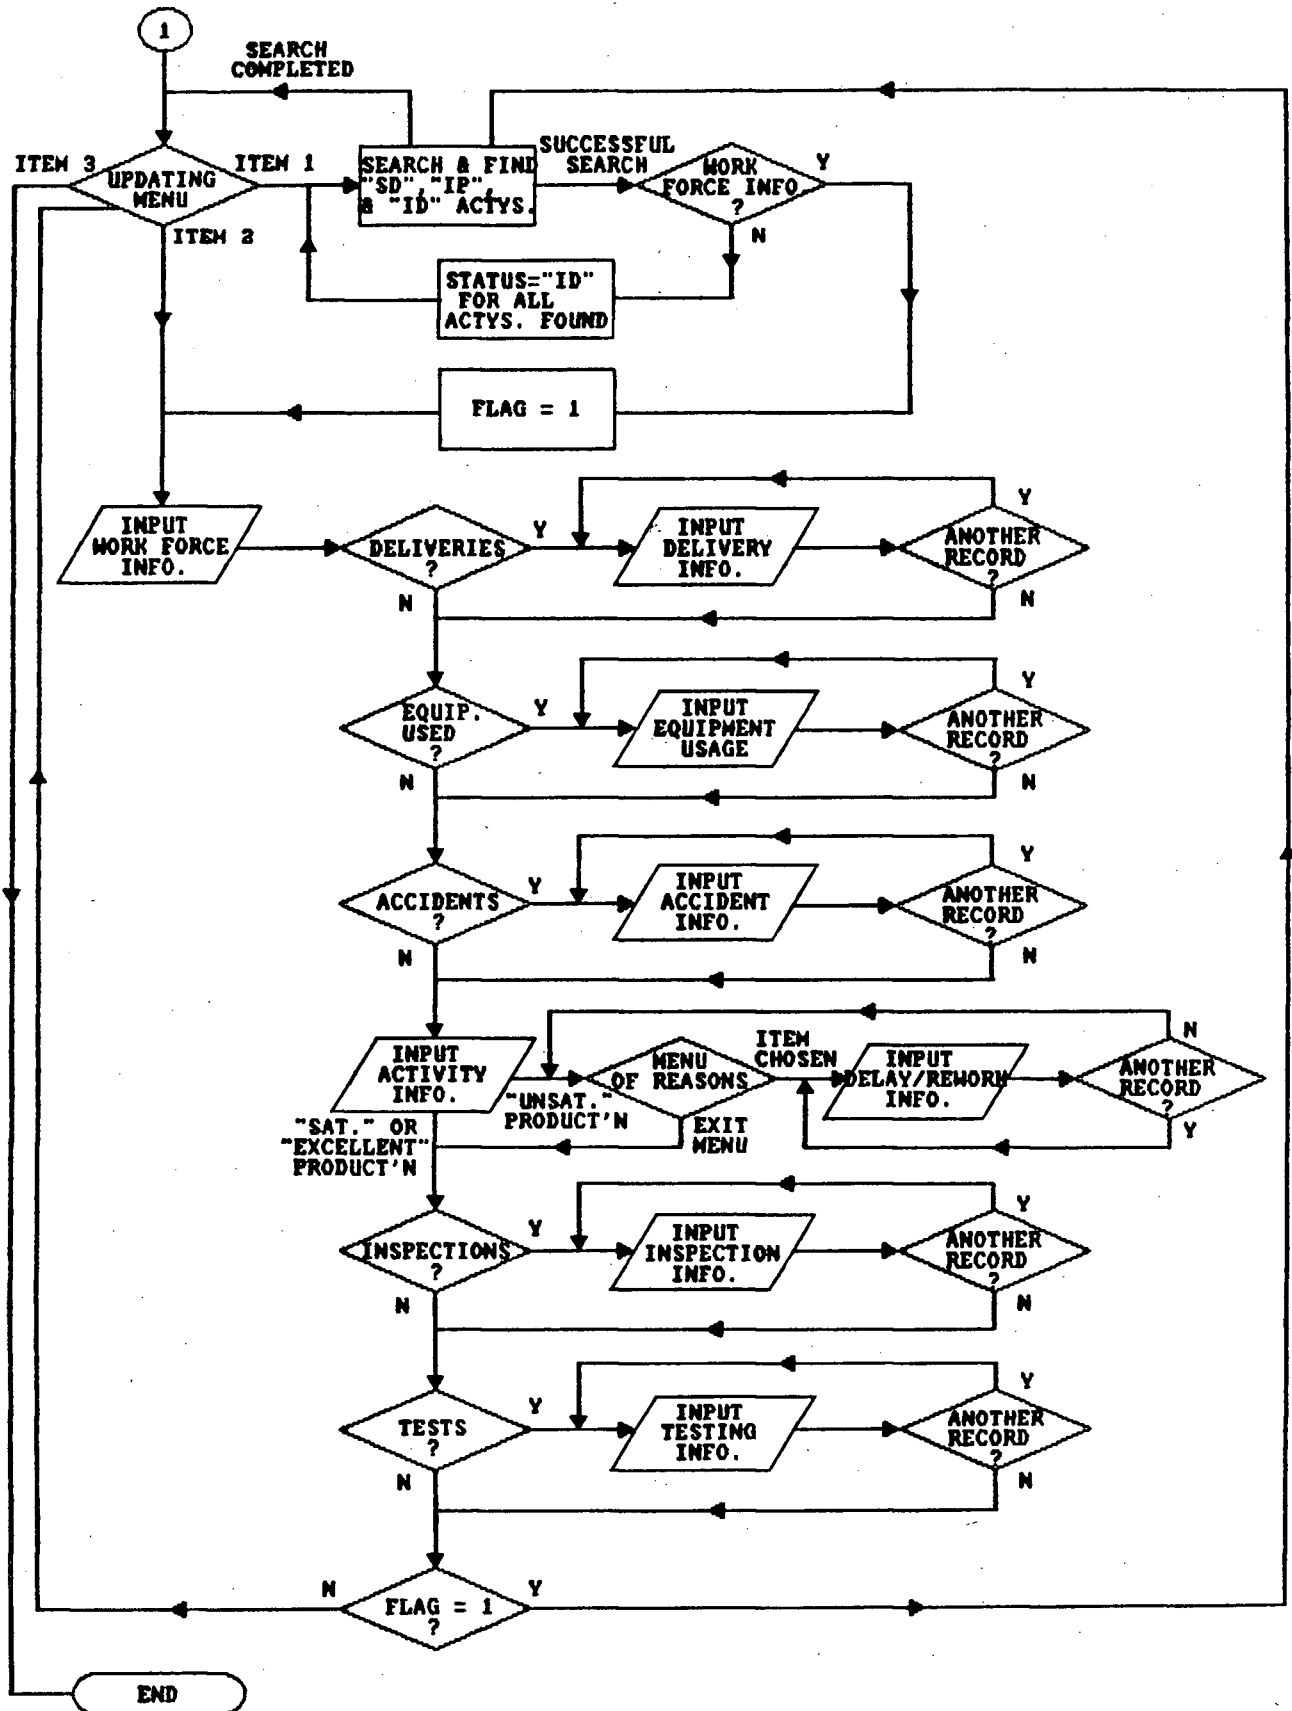 1
SEARCH
COMPLETED
ITEM 3
UPDATING
MENU
ITEM 1
ITEM 2
SEARCH & FIND
"SD","IP",
& "ID" ACTYS.
SUCCESSFUL
SEARCH
WORK
FORCE INFO.
?
Y
N
STATUS="ID"
FOR ALL
ACTYS. FOUND
FLAG = 1
INPUT
WORK FORCE
INFO.
DELIVERIES
?
Y
N
INPUT
DELIVERY
INFO.
ANOTHER
RECORD
?
Y
N
EQUIP.
USED
?
Y
N
INPUT
EQUIPMENT
USAGE
ANOTHER
RECORD
?
Y
N
ACCIDENTS
?
Y
N
INPUT
ACCIDENT
INFO.
ANOTHER
RECORD
?
Y
N
INPUT
ACTIVITY
INFO.
"UNSAT."
PRODUCT'N
"SAT." OR
"EXCELLENT"
PRODUCT'N
MENU
OF REASONS
EXIT
MENU
ITEM
CHOSEN
INPUT
DELAY/REWORK
INFO.
ANOTHER
RECORD
?
N
Y
INSPECTIONS
?
Y
N
INPUT
INSPECTION
INFO.
ANOTHER
RECORD
?
Y
N
TESTS
?
Y
N
INPUT
TESTING
INFO.
ANOTHER
RECORD
?
Y
N
FLAG = 1
?
N
Y
END